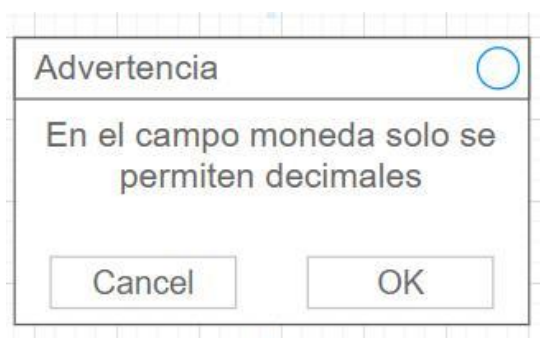 Advertencia
En el campo moneda solo se
permiten decimales
Cancel OK